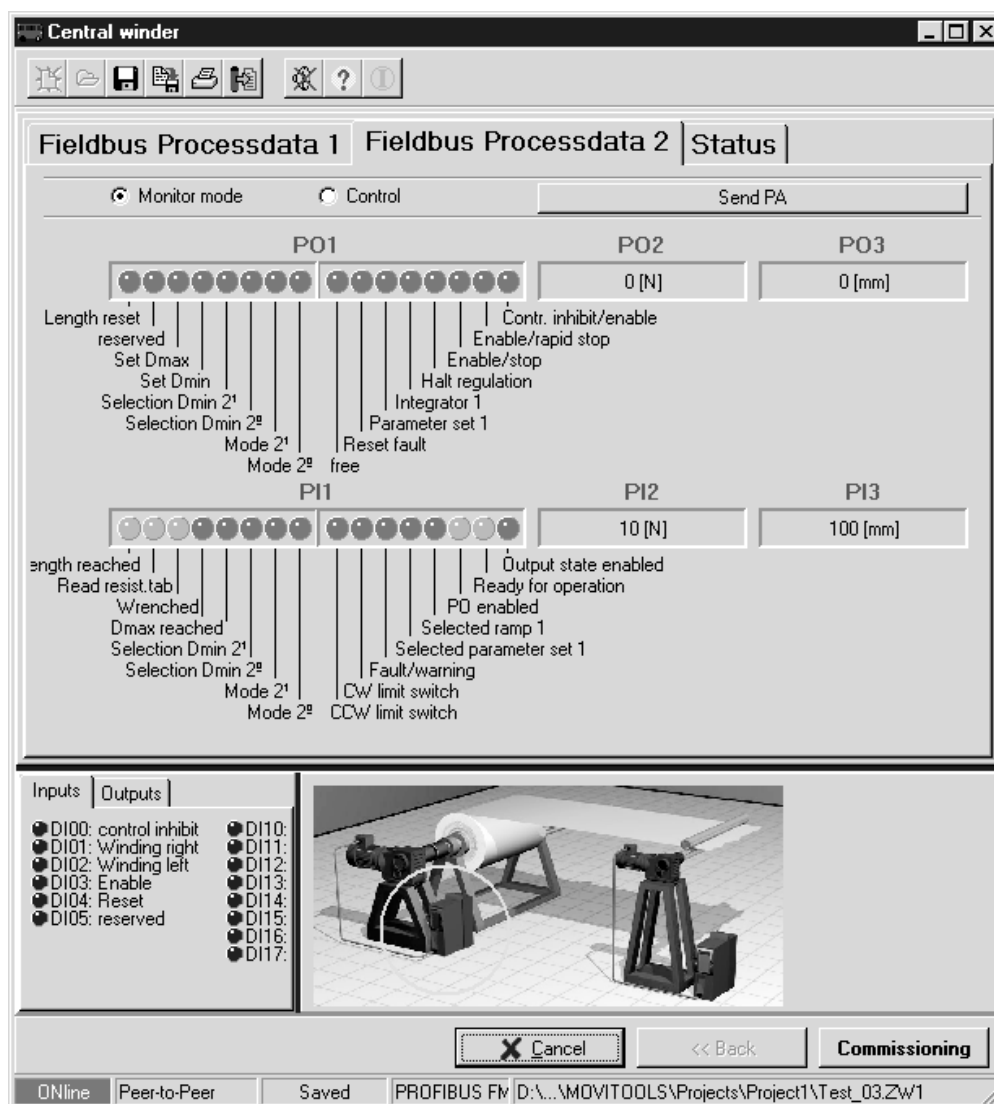 Central winder
Fieldbus Processdata 1 Fieldbus Processdata 2 Status
Monitor mode Control Send PA
PO1 PO2 PO3
0 [N] 0 [mm]
Length reset Contr. inhibit/enable
reserved Enable/rapid stop
Set Dmax Enable/stop
Set Dmin Halt regulation
Selection Dmin 2¹ Integrator 1
Selection Dmin 2º Parameter set 1
Mode 2¹ Reset fault
Mode 2º free
PI1 PI2 PI3
10 [N] 100 [mm]
ength reached Output state enabled
Read resist.tab Ready for operation
Wrenched PO enabled
Dmax reached Selected ramp 1
Selection Dmin 2¹ Selected parameter set 1
Selection Dmin 2º Fault/warning
Mode 2¹ CW limit switch
Mode 2º CCW limit switch
Inputs Outputs
DI00: control inhibit DI10:
DI01: Winding right DI11:
DI02: Winding left DI12:
DI03: Enable DI13:
DI04: Reset DI14:
DI05: reserved DI15:
DI16:
DI17:
Cancel << Back Commissioning
ONline Peer-to-Peer Saved PROFIBUS FM D:\...\MOVITOOLS\Projects\Project1\Test_03.ZW1